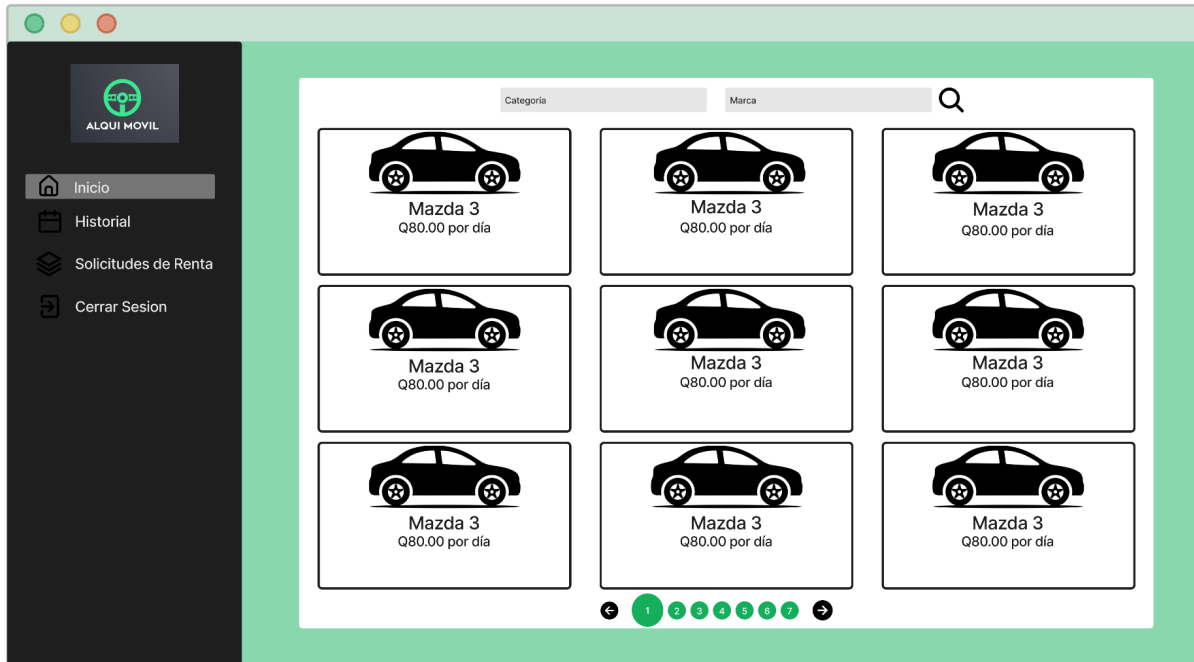 ALQUI MOVIL
Inicio
Historial
Solicitudes de Renta
Cerrar Sesion
Categoría
Marca
Mazda 3
Q80.00 por día
Mazda 3
Q80.00 por día
Mazda 3
Q80.00 por día
Mazda 3
Q80.00 por día
Mazda 3
Q80.00 por día
Mazda 3
Q80.00 por día
Mazda 3
Q80.00 por día
Mazda 3
Q80.00 por día
Mazda 3
Q80.00 por día
1 2 3 4 5 6 7